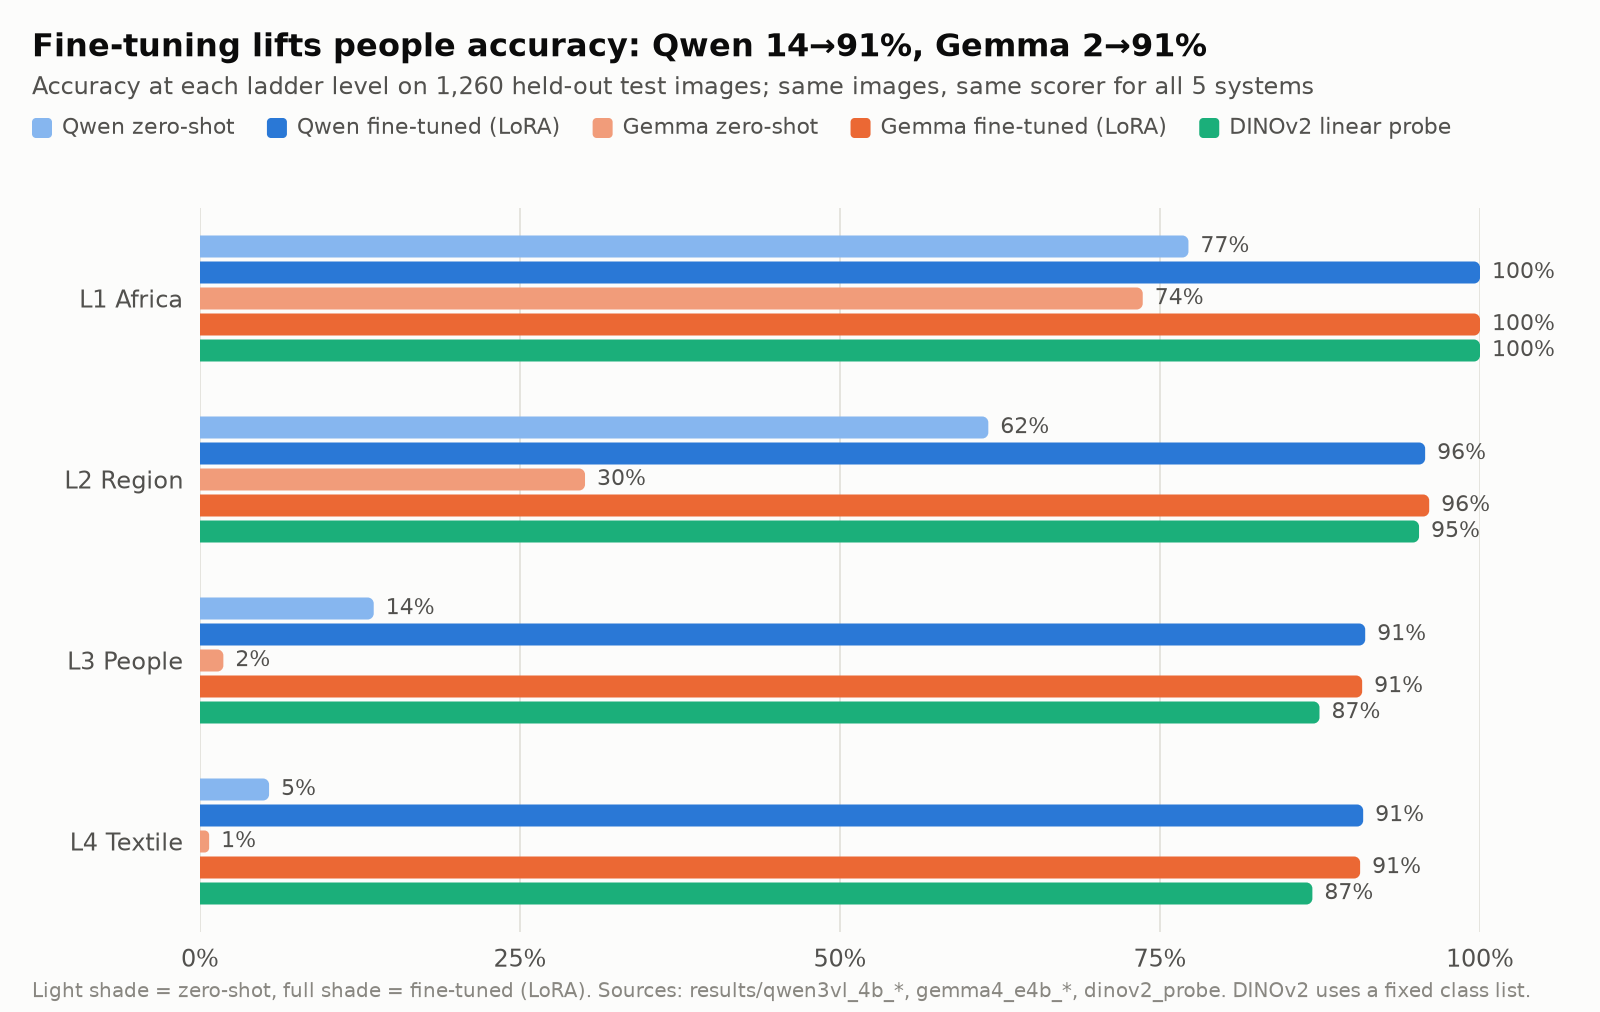 Fine-tuning lifts people accuracy: Qwen 14→91%, Gemma 2→91%
Accuracy at each ladder level on 1,260 held-out test images; same images, same scorer for all 5 systems
Qwen zero-shot Qwen fine-tuned (LoRA) Gemma zero-shot Gemma fine-tuned (LoRA) DINOv2 linear probe
77%
100%
L1 Africa 74%
100%
100%
62%
96%
L2 Region 30%
96%
95%
14%
91%
L3 People 2%
91%
87%
5%
91%
L4 Textile 1%
91%
87%
0% 25% 50% 75% 100%
Light shade = zero-shot, full shade = fine-tuned (LoRA). Sources: results/qwen3vl_4b_*, gemma4_e4b_*, dinov2_probe. DINOv2 uses a fixed class list.